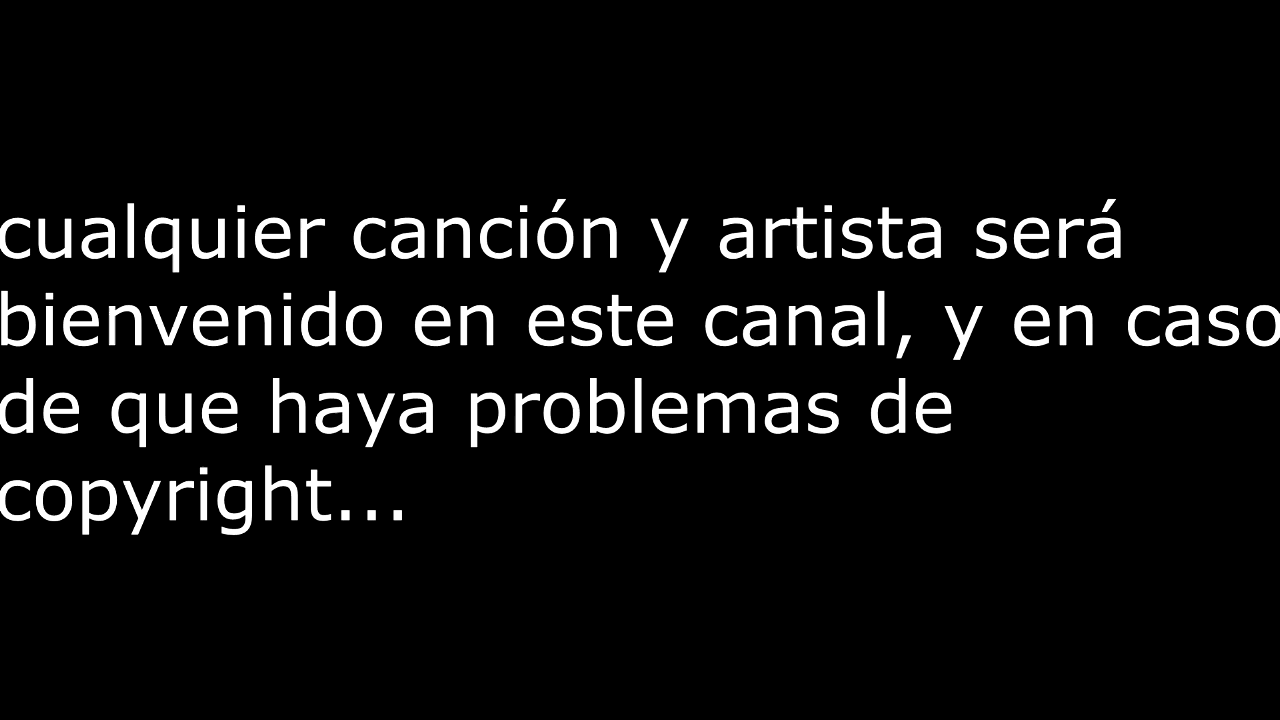 cualquier canción y artista será
bienvenido en este canal, y en caso
de que haya problemas de
copyright...